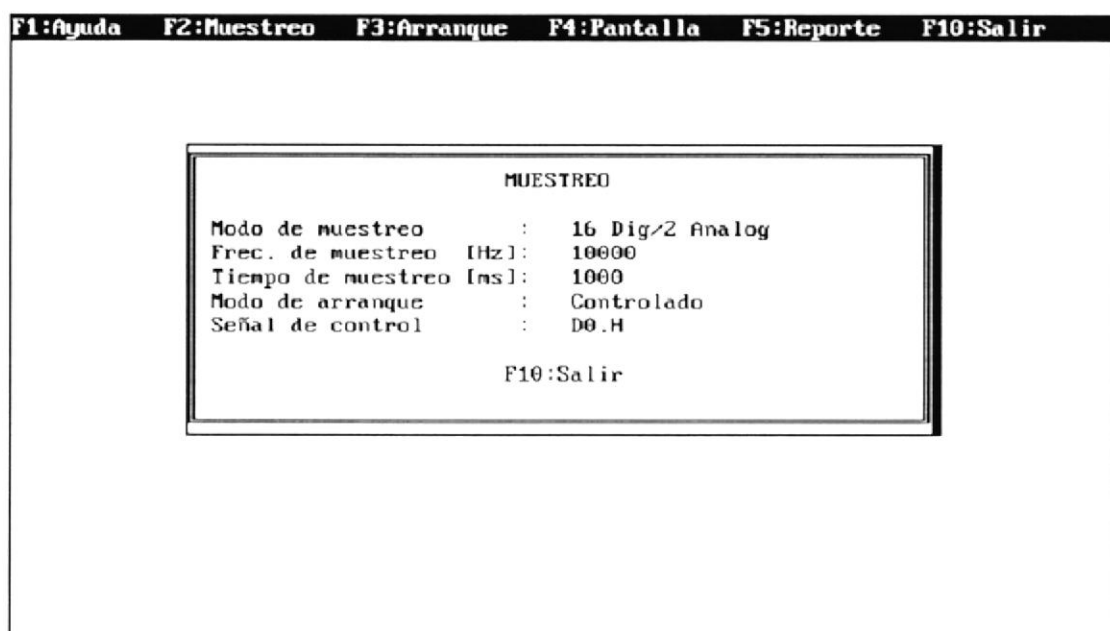 F1:Ayuda F2:Muestreo F3:Arranque F4:Pantalla F5:Reporte F10:Salir
MUESTREO
Modo de muestreo : 16 Dig/2 Analog
Frec. de muestreo [Hz]: 10000
Tiempo de muestreo [ms]: 1000
Modo de arranque : Controlado
Señal de control : D0.H
F10:Salir